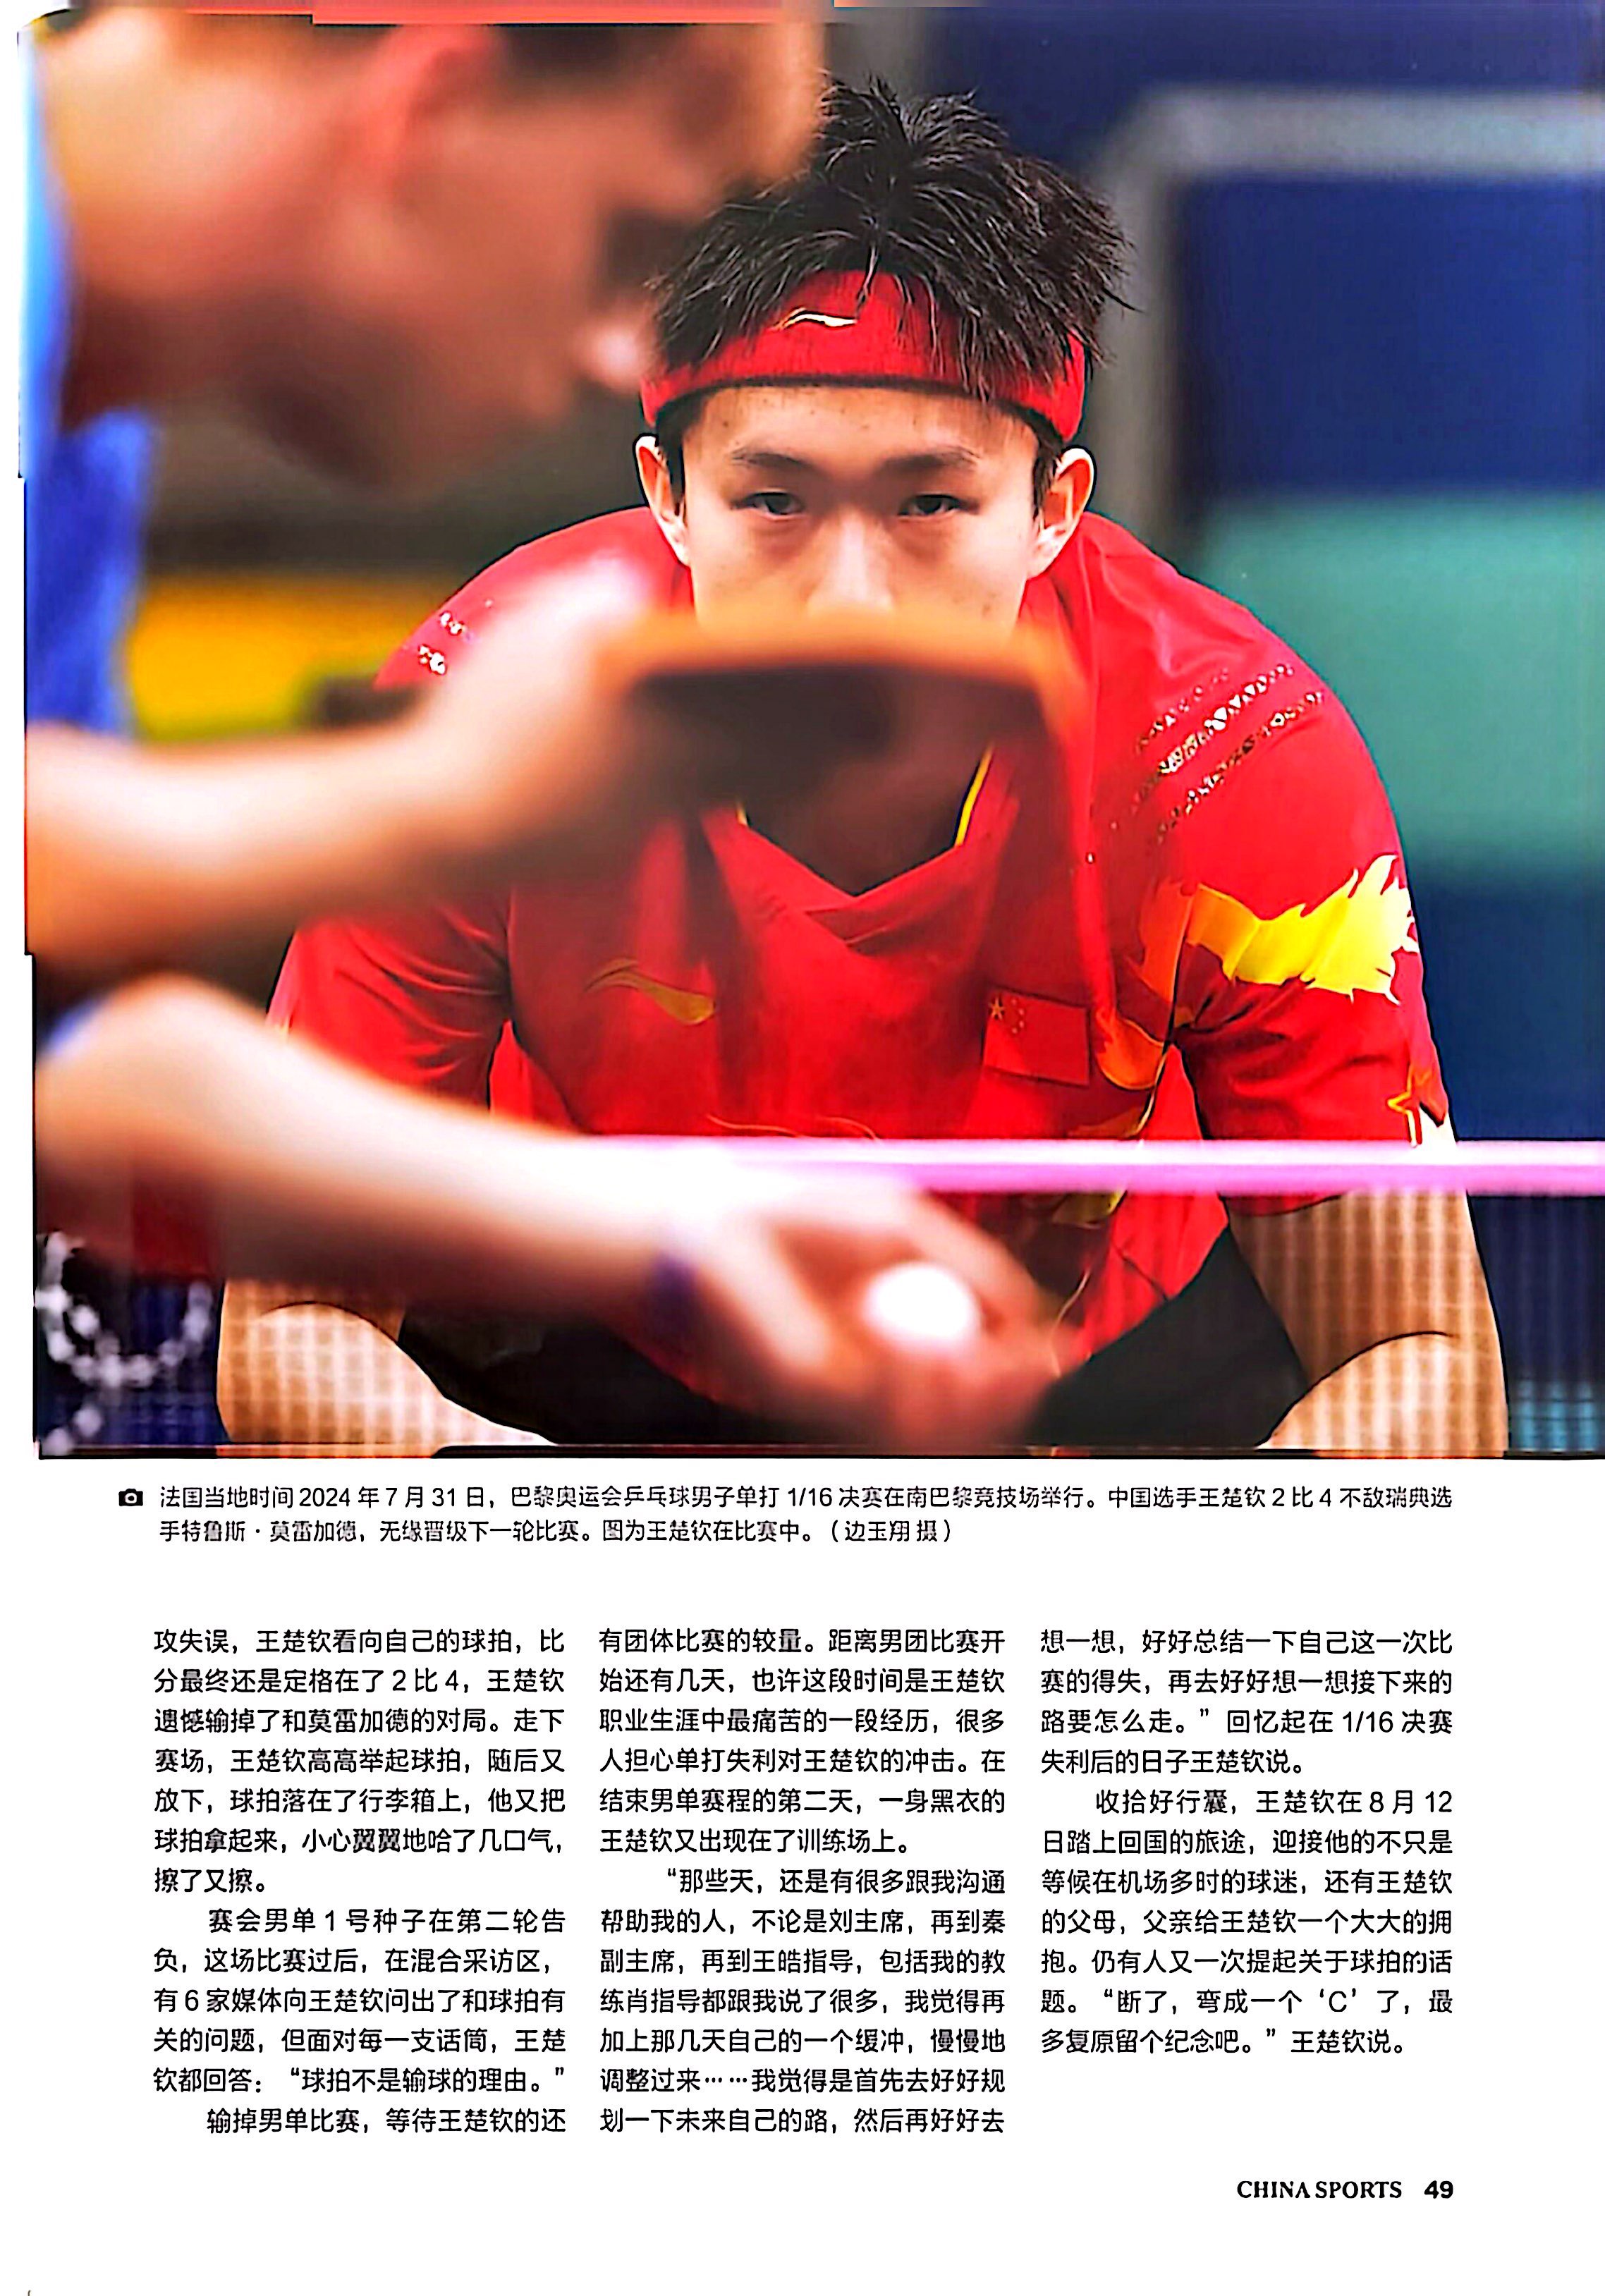 法国当地时间 2024 年 7 月 31 日，巴黎奥运会乒乓球男子单打 1/16 决赛在南巴黎竞技场举行。中国选手王楚钦 2 比 4 不敌瑞典选
手特鲁斯·莫雷加德，无缘晋级下一轮比赛。图为王楚钦在比赛中。（边玉翔 摄）
攻失误，王楚钦看向自己的球拍，比
分最终还是定格在了 2 比 4，王楚钦
遗憾输掉了和莫雷加德的对局。走下
赛场，王楚钦高高举起球拍，随后又
放下，球拍落在了行李箱上，他又把
球拍拿起来，小心翼翼地哈了几口气，
擦了又擦。
赛会男单 1 号种子在第二轮告
负，这场比赛过后，在混合采访区，
有 6 家媒体向王楚钦问出了和球拍有
关的问题，但面对每一支话筒，王楚
钦都回答：“球拍不是输球的理由。”
输掉男单比赛，等待王楚钦的还
有团体比赛的较量。距离男团比赛开
始还有几天，也许这段时间是王楚钦
职业生涯中最痛苦的一段经历，很多
人担心单打失利对王楚钦的冲击。在
结束男单赛程的第二天，一身黑衣的
王楚钦又出现在了训练场上。
“那些天，还是有很多跟我沟通
帮助我的人，不论是刘主席，再到秦
副主席，再到王皓指导，包括我的教
练肖指导都跟我说了很多，我觉得再
加上那几天自己的一个缓冲，慢慢地
调整过来……我觉得是首先去好好规
划一下未来自己的路，然后再好好去
想一想，好好总结一下自己这一次比
赛的得失，再去好好想一想接下来的
路要怎么走。”回忆起在 1/16 决赛
失利后的日子王楚钦说。
收拾好行囊，王楚钦在 8 月 12
日踏上回国的旅途，迎接他的不只是
等候在机场多时的球迷，还有王楚钦
的父母，父亲给王楚钦一个大大的拥
抱。仍有人又一次提起关于球拍的话
题。“断了，弯成一个‘C’了，最
多复原留个纪念吧。”王楚钦说。
CHINA SPORTS 49